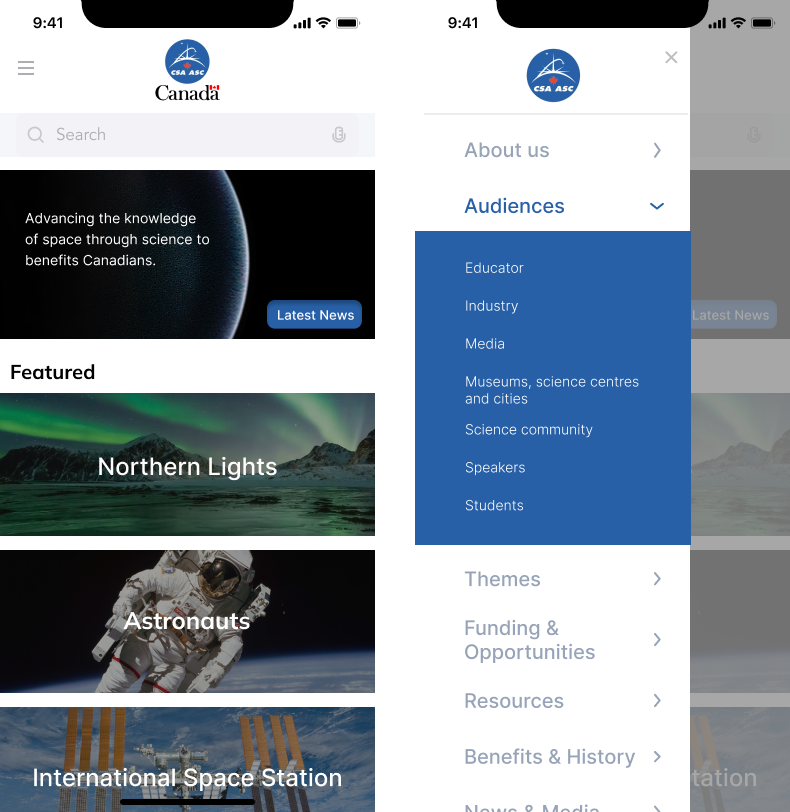 9:41
CSA ASC
Canada
Search
Advancing the knowledge
of space through science to
benefits Canadians.
Latest News
Featured
Northern Lights
Astronauts
International Space Station
9:41
CSA ASC
About us
Audiences
Educator
Industry
Media
Museums, science centres
and cities
Science community
Speakers
Students
Themes
Funding &
Opportunities
Resources
Benefits & History
News & Media
Latest News
tation